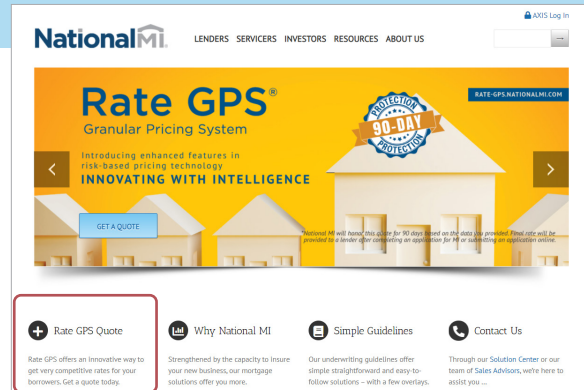 AXIS Log In
NationalMI.
LENDERS SERVICERS INVESTORS RESOURCES ABOUT US
→
Rate GPS®
Granular Pricing System
RATE-GPS.NATIONALMI.COM
PROTECTION
90-DAY
PROTECTION
Introducing enhanced features in
risk-based pricing technology
INNOVATING WITH INTELLIGENCE
GET A QUOTE
*National MI will honor this quote for 90 days based on the data you provided. Final rate will be
provided to a lender after completing an application for MI or submitting an application online.
Rate GPS Quote
Rate GPS offers an innovative way to
get very competitive rates for your
borrowers. Get a quote today.
Why National MI
Strengthened by the capacity to insure
your new business, our mortgage
solutions offer you more.
Simple Guidelines
Our underwriting guidelines offer
simple straightforward and easy-to-
follow solutions – with a few overlays.
Contact Us
Through our Solution Center or our
team of Sales Advisors, we're here to
assist you ...